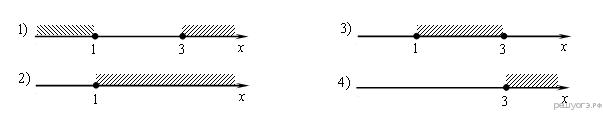 1) 1 3 x
2) 1 x
3) 1 3 x
4) 3 x
решуогэ.рф